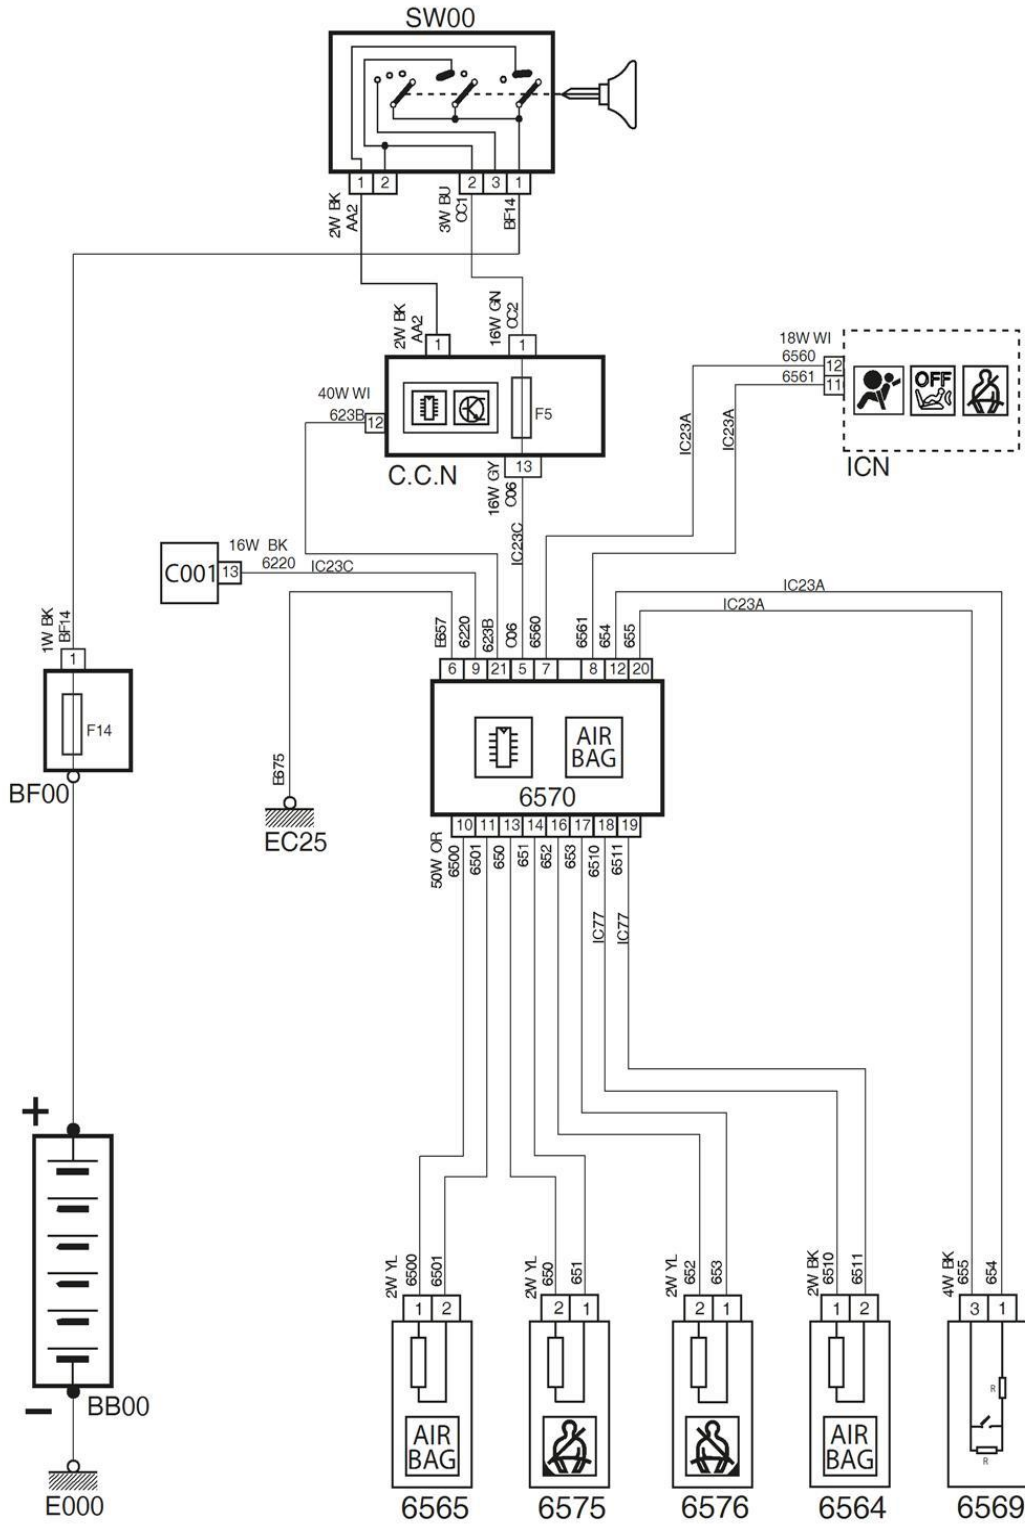 SW00
1 2 2 3 1
2W BK
AA2
3W BU
CC1
BF14
2W BK
AA2
16W GN
CC2
1 1
18W WI
6560
12
6561
11
OFF
ICN
40W WI
623B
12
F5
C.C.N
13
16W GY
C06
IC23C
IC23A
IC23A
C001
13
16W BK
6220
IC23C
IC23A
IC23A
1W BK
BF14
1
F14
BF00
E657
6220
623B
C06
6560
6561
654
655
6 9 21 5 7 8 12 20
AIR
BAG
6570
E675
EC25
10 11 13 14 16 17 18 19
50W OR
6500
6501
650
651
652
653
6510
6511
IC77
IC77
+
BB00
−
E000
2W YL
6500
6501
2W YL
650
651
2W YL
652
653
2W BK
6510
6511
4W BK
655
654
1 2
2 1
2 1
1 2
3 1
R
R
AIR
BAG
AIR
BAG
6565
6575
6576
6564
6569